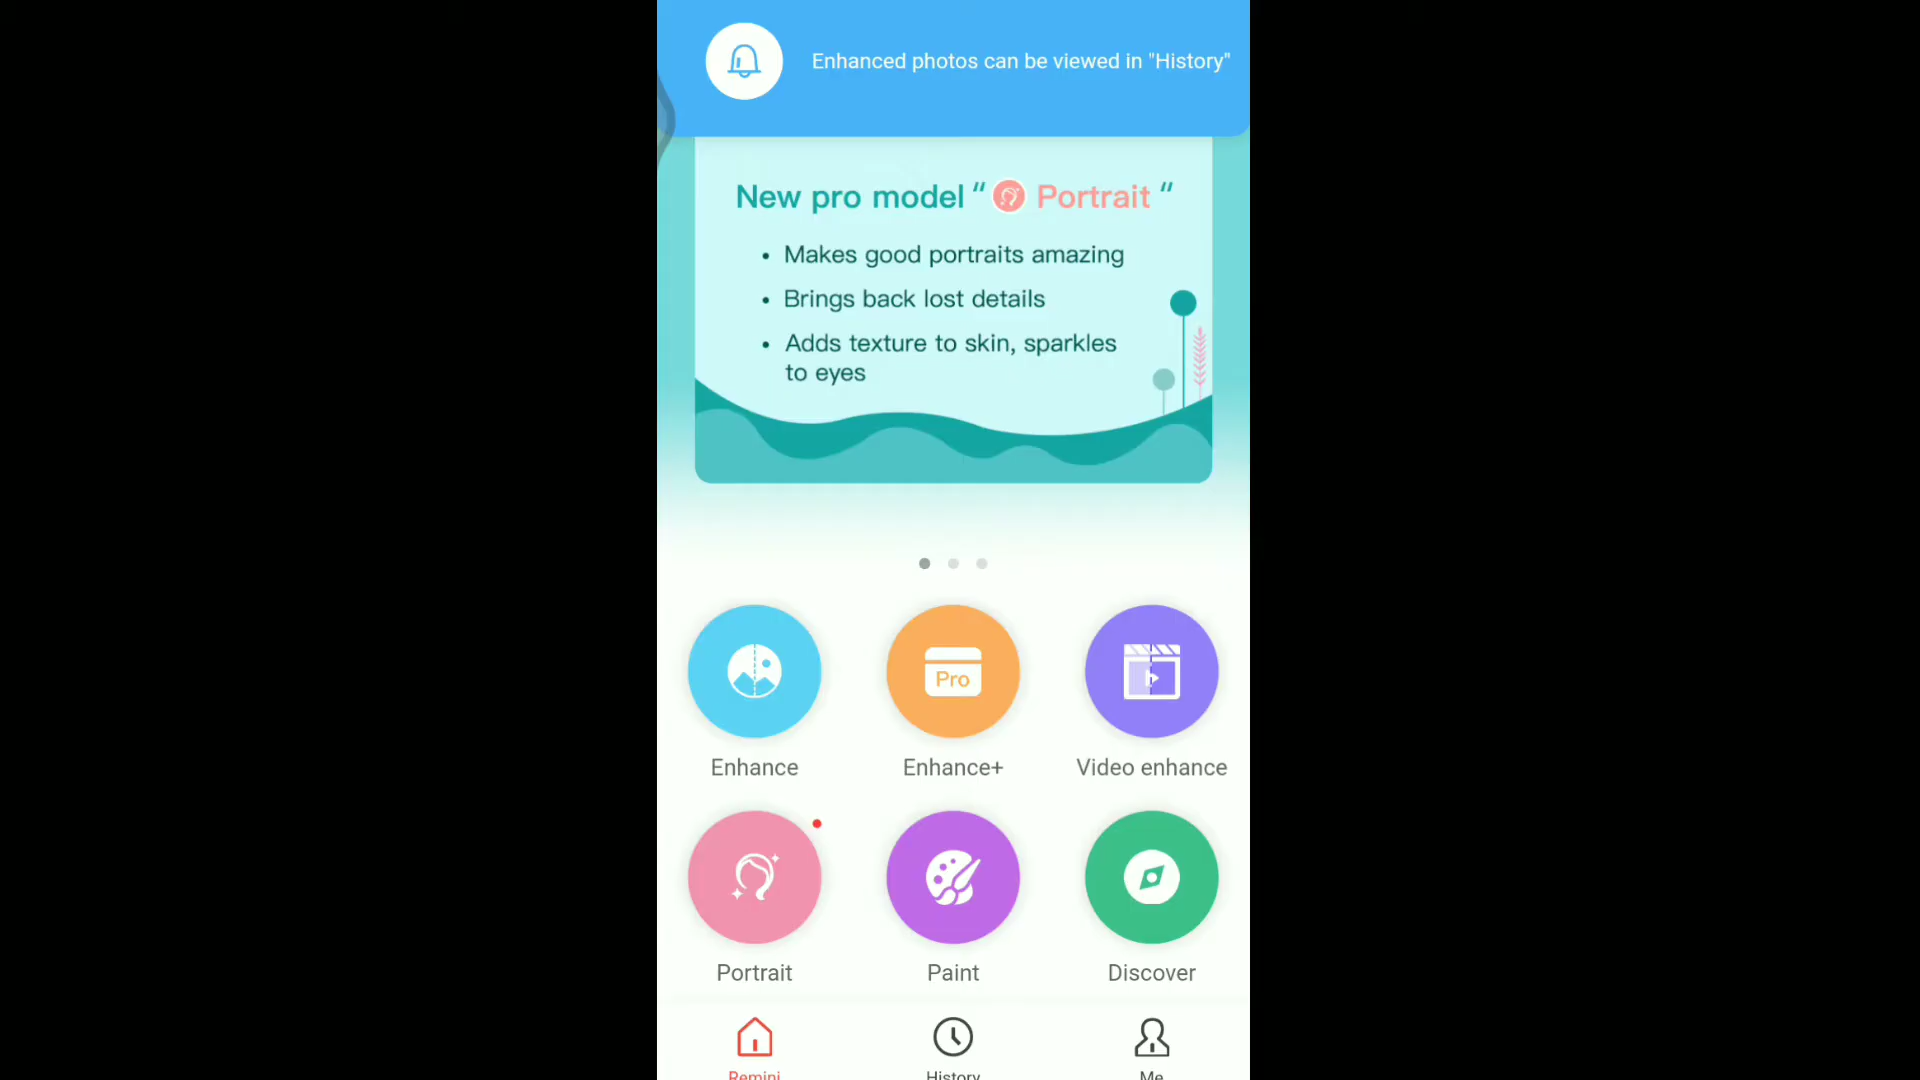 Enhanced photos can be viewed in "History"
New pro model “ Portrait “
• Makes good portraits amazing
• Brings back lost details
• Adds texture to skin, sparkles
to eyes
Pro
Enhance
Enhance+
Video enhance
Portrait
Paint
Discover
Remini
History
Me